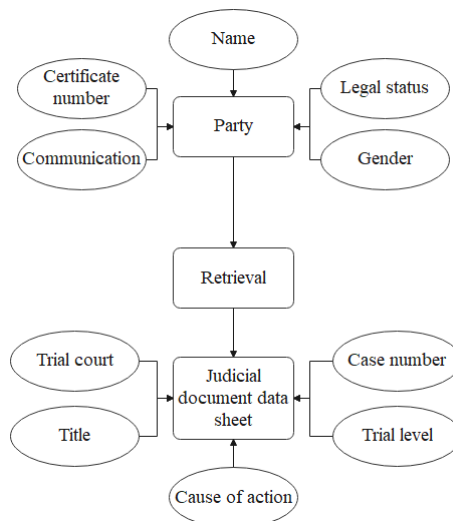 Name
Certificate
number
Legal status
Party
Communication
Gender
Retrieval
Trial court
Case number
Judicial
document data
sheet
Title
Trial level
Cause of action